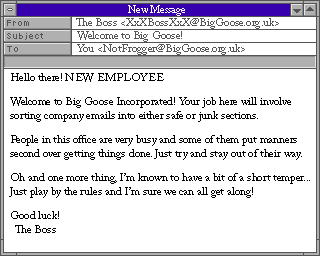 New Message
From The Boss <XxXBossXxX@BigGoose.org.uk>
Subject Welcome to Big Goose!
To You <NotFrogger@BigGoose.org.uk>
Hello there! NEW EMPLOYEE
Welcome to Big Goose Incorporated! Your job here will involve
sorting company emails into either safe or junk sections.
People in this office are very busy and some of them put manners
second over getting things done. Just try and stay out of their way.
Oh and one more thing, I'm known to have a bit of a short temper...
Just play by the rules and I'm sure we can all get along!
Good luck!
The Boss